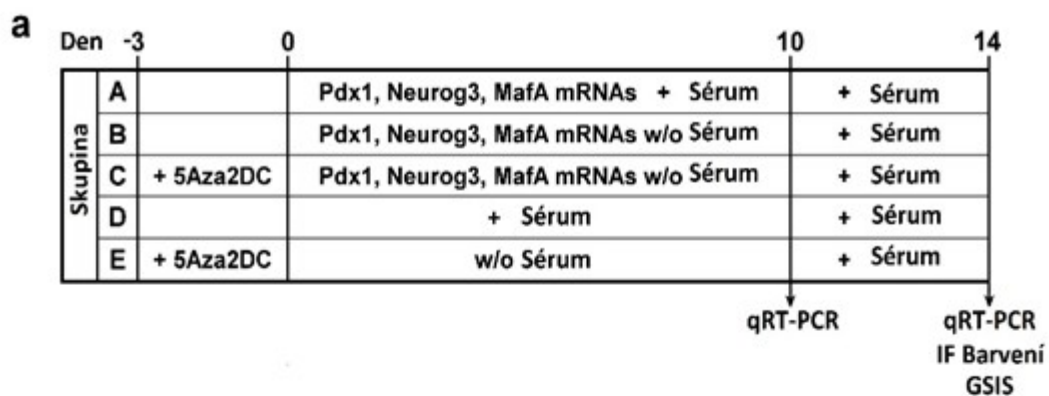 a
Den -3 0 10 14
Skupina
A Pdx1, Neurog3, MafA mRNAs + Sérum + Sérum
B Pdx1, Neurog3, MafA mRNAs w/o Sérum + Sérum
C + 5Aza2DC Pdx1, Neurog3, MafA mRNAs w/o Sérum + Sérum
D + Sérum + Sérum
E + 5Aza2DC w/o Sérum + Sérum
qRT-PCR qRT-PCR
IF Barvení
GSIS